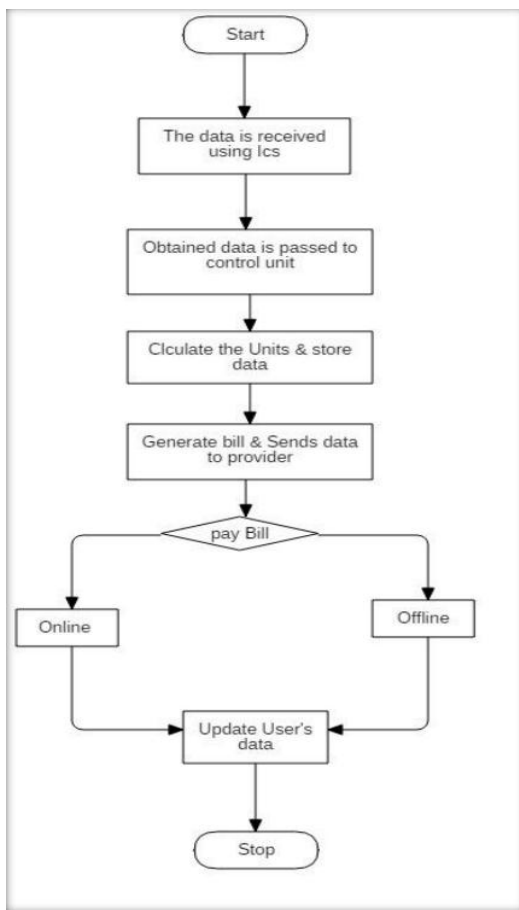 Start
The data is received
using Ics
Obtained data is passed to
control unit
Clculate the Units & store
data
Generate bill & Sends data
to provider
pay Bill
Online
Offline
Update User's
data
Stop